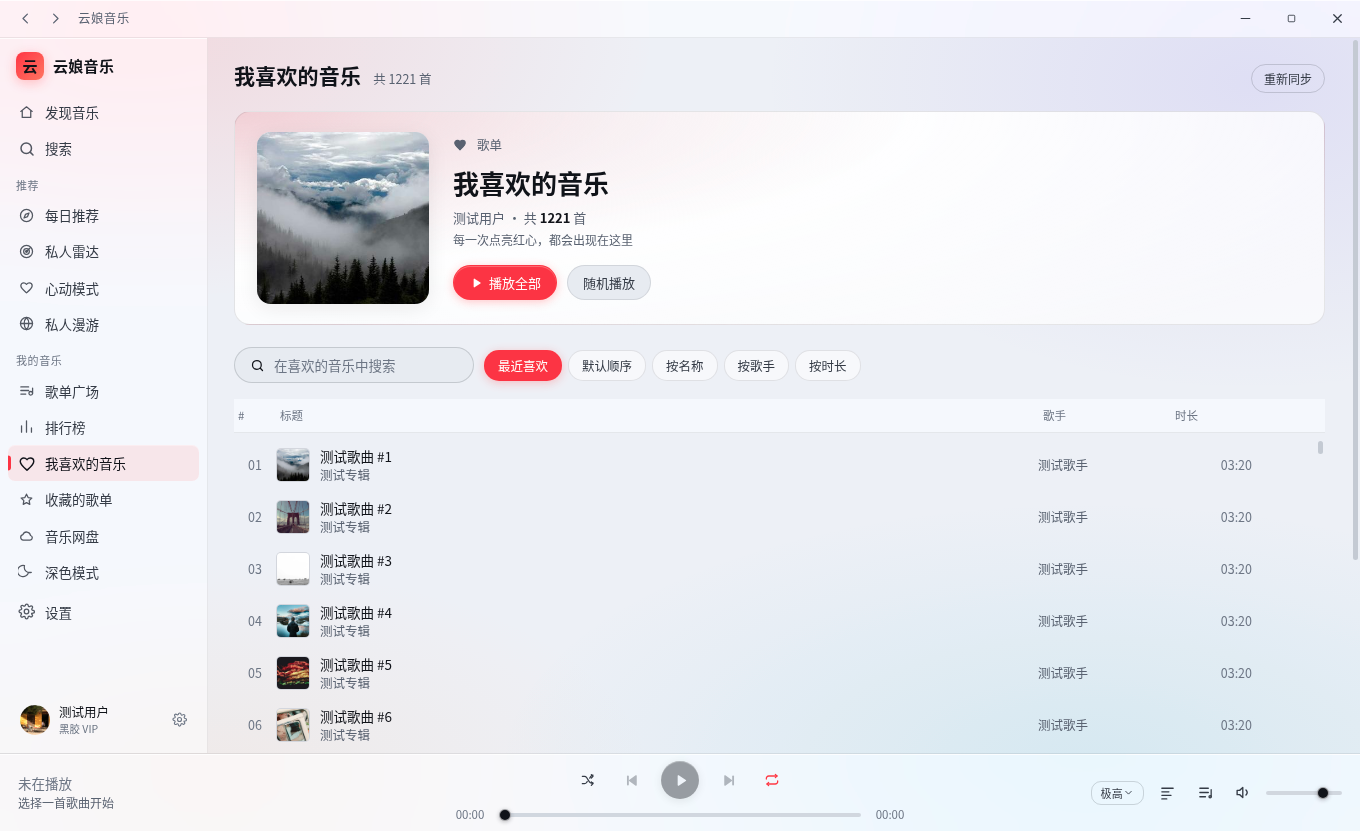 云娘音乐
云 云娘音乐
发现音乐
搜索
推荐
每日推荐
私人雷达
心动模式
私人漫游
我的音乐
歌单广场
排行榜
我喜欢的音乐
收藏的歌单
音乐网盘
深色模式
设置
测试用户
黑胶 VIP
我喜欢的音乐 共 1221 首
重新同步
歌单
我喜欢的音乐
测试用户 · 共 1221 首
每一次点亮红心，都会出现在这里
播放全部 随机播放
在喜欢的音乐中搜索 最近喜欢 默认顺序 按名称 按歌手 按时长
# 标题 歌手 时长
01 测试歌曲 #1 测试歌手 03:20
测试专辑
02 测试歌曲 #2 测试歌手 03:20
测试专辑
03 测试歌曲 #3 测试歌手 03:20
测试专辑
04 测试歌曲 #4 测试歌手 03:20
测试专辑
05 测试歌曲 #5 测试歌手 03:20
测试专辑
06 测试歌曲 #6 测试歌手 03:20
测试专辑
未在播放
选择一首歌曲开始
00:00 00:00
极高